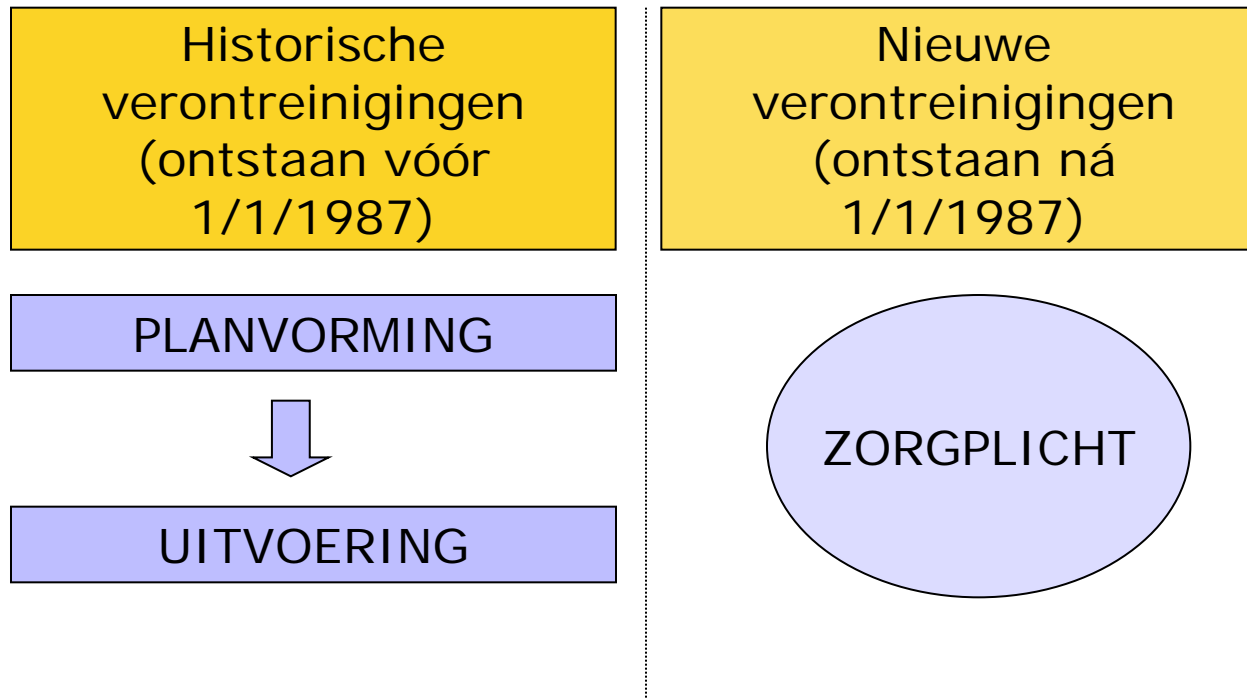 Historische
verontreinigingen
(ontstaan vóór
1/1/1987)
PLANVORMING
UITVOERING
Nieuwe
verontreinigingen
(ontstaan ná
1/1/1987)
ZORGPLICHT